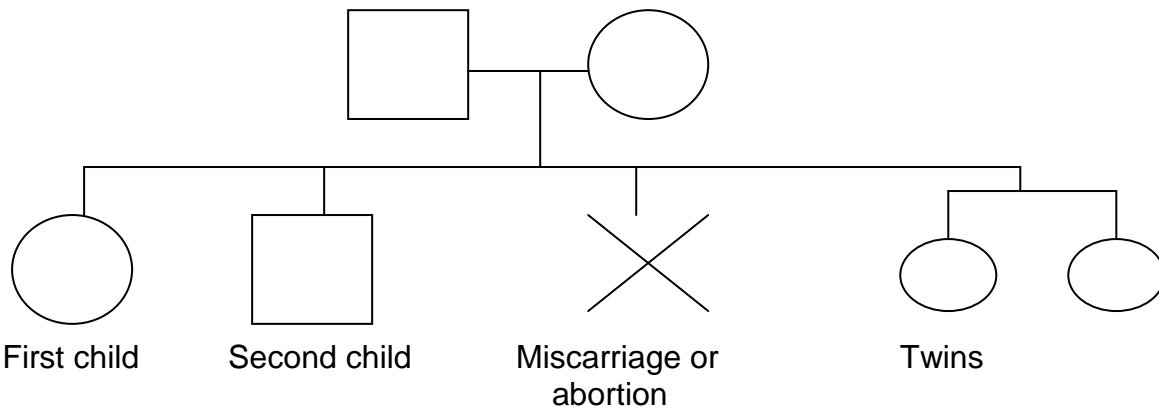 First child
Second child
Miscarriage or
abortion
Twins